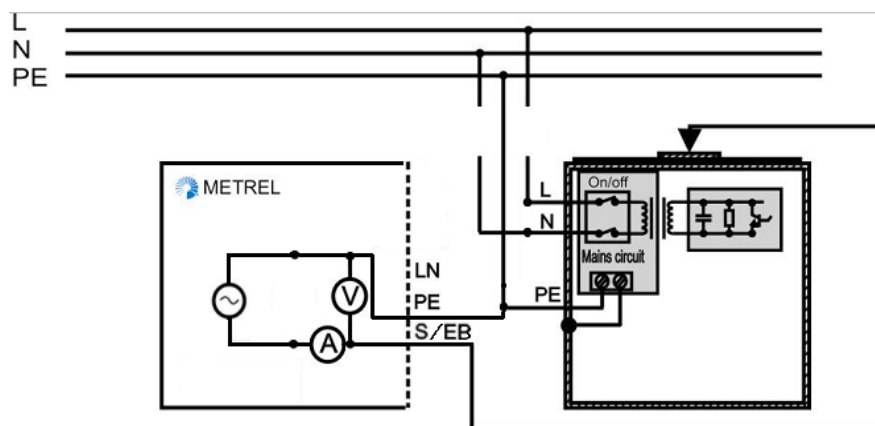 L
N
PE
METREL
V
A
LN
PE
S/EB
L
N
PE
On/off
Mains circuit